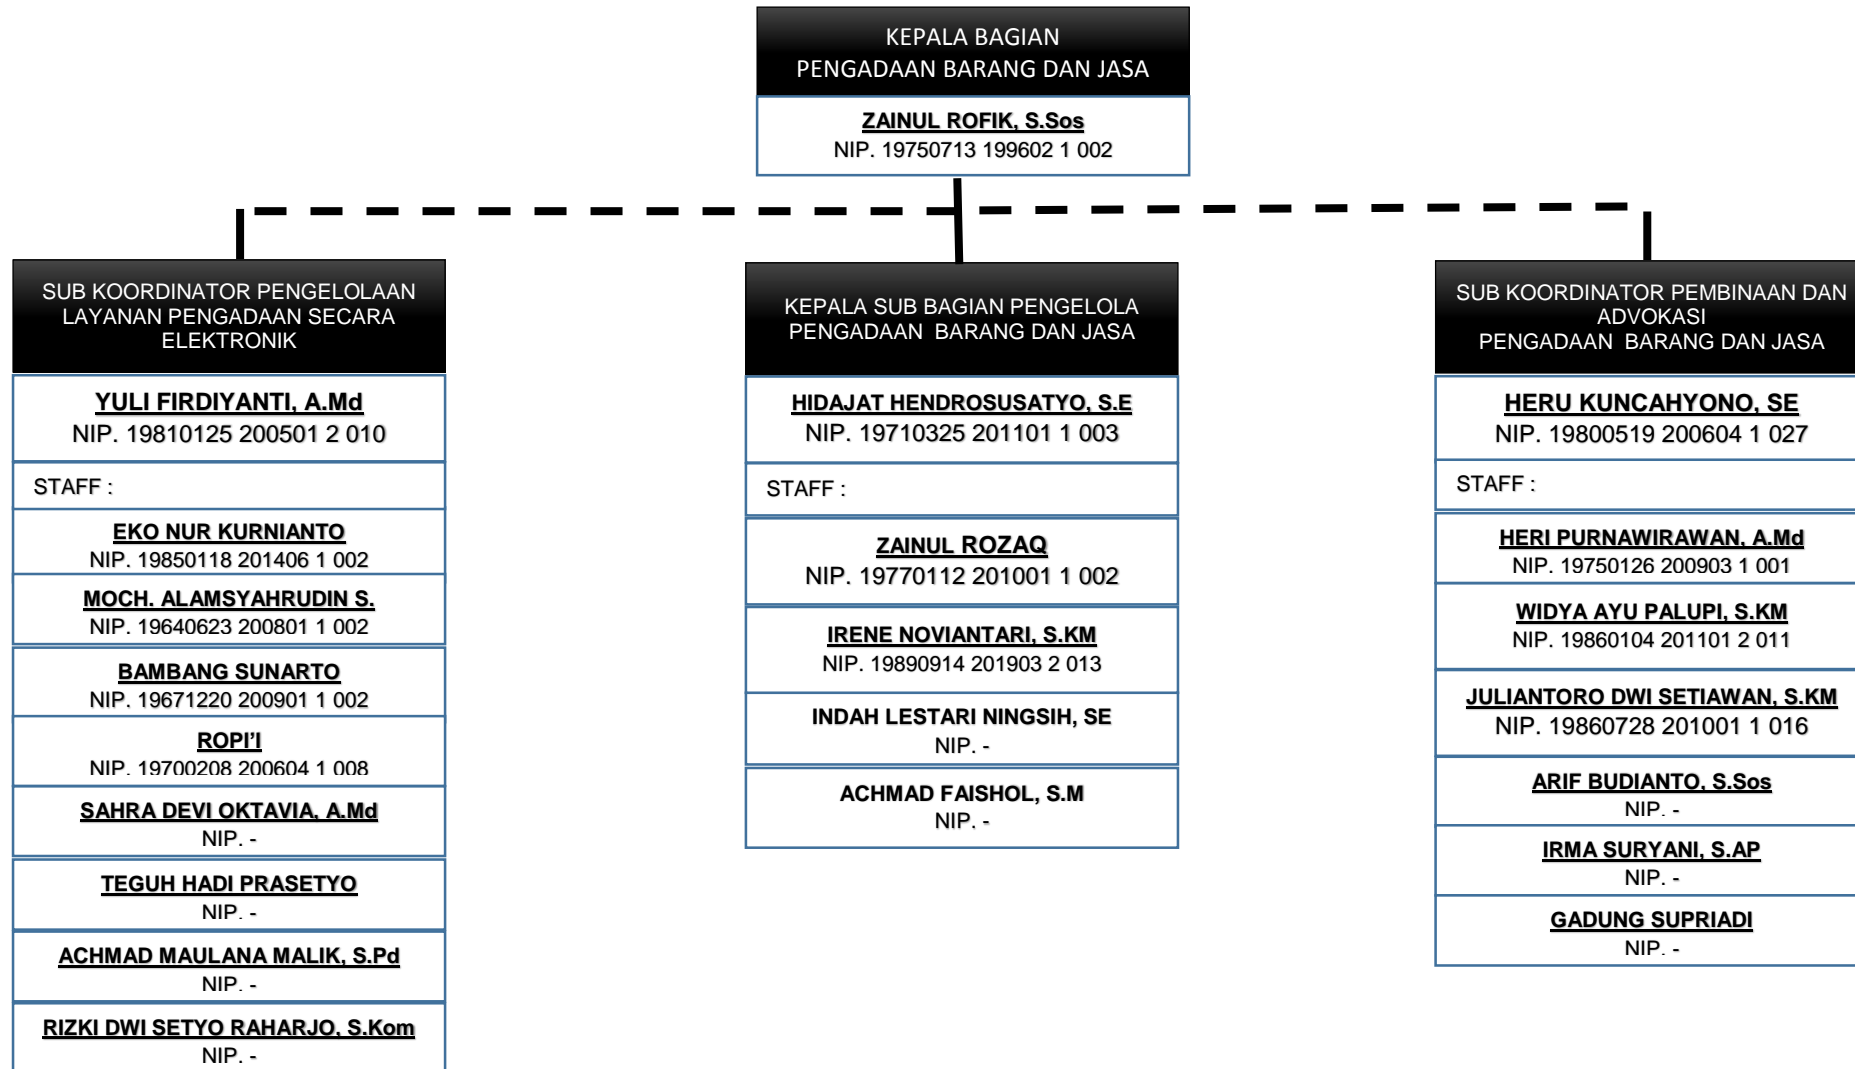 KEPALA BAGIAN
PENGADAAN BARANG DAN JASA
ZAINUL ROFIK, S.Sos
NIP. 19750713 199602 1 002
SUB KOORDINATOR PENGELOLAAN
LAYANAN PENGADAAN SECARA
ELEKTRONIK
YULI FIRDIYANTI, A.Md
NIP. 19810125 200501 2 010
STAFF :
EKO NUR KURNIANTO
NIP. 19850118 201406 1 002
MOCH. ALAMSYAHRUDIN S.
NIP. 19640623 200801 1 002
BAMBANG SUNARTO
NIP. 19671220 200901 1 002
ROPI’I
NIP. 19700208 200604 1 008
SAHRA DEVI OKTAVIA, A.Md
NIP. -
TEGUH HADI PRASETYO
NIP. -
ACHMAD MAULANA MALIK, S.Pd
NIP. -
RIZKI DWI SETYO RAHARJO, S.Kom
NIP. -
KEPALA SUB BAGIAN PENGELOLA
PENGADAAN BARANG DAN JASA
HIDAJAT HENDROSUSATYO, S.E
NIP. 19710325 201101 1 003
STAFF :
ZAINUL ROZAQ
NIP. 19770112 201001 1 002
IRENE NOVIANTARI, S.KM
NIP. 19890914 201903 2 013
INDAH LESTARI NINGSIH, SE
NIP. -
ACHMAD FAISHOL, S.M
NIP. -
SUB KOORDINATOR PEMBINAAN DAN
ADVOKASI
PENGADAAN BARANG DAN JASA
HERU KUNCAHYONO, SE
NIP. 19800519 200604 1 027
STAFF :
HERI PURNAWIRAWAN, A.Md
NIP. 19750126 200903 1 001
WIDYA AYU PALUPI, S.KM
NIP. 19860104 201101 2 011
JULIANTORO DWI SETIAWAN, S.KM
NIP. 19860728 201001 1 016
ARIF BUDIANTO, S.Sos
NIP. -
IRMA SURYANI, S.AP
NIP. -
GADUNG SUPRIADI
NIP. -